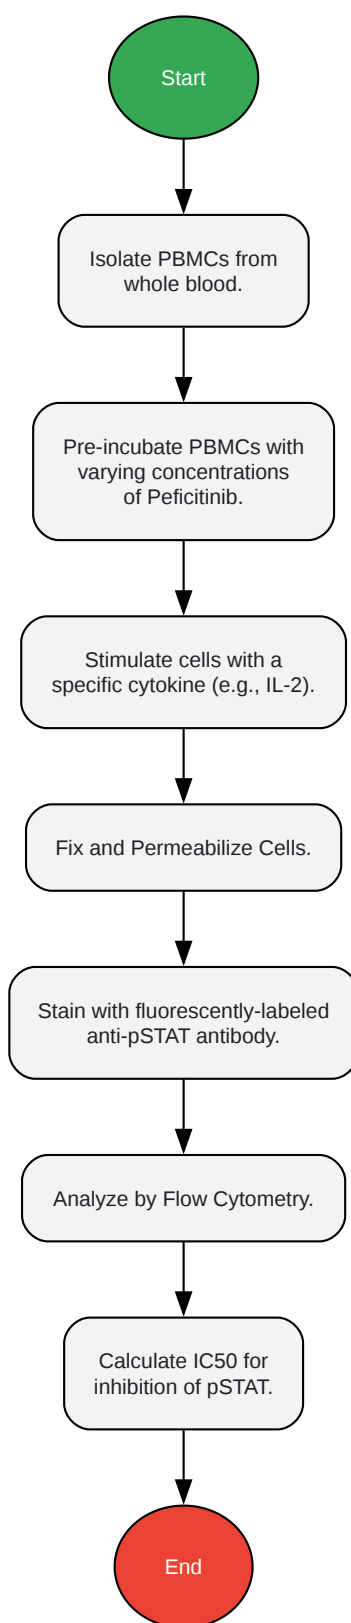 Start
Isolate PBMCs from
whole blood.
Pre-incubate PBMCs with
varying concentrations
of Peficitinib.
Stimulate cells with a
specific cytokine (e.g., IL-2).
Fix and Permeabilize Cells.
Stain with fluorescently-labeled
anti-pSTAT antibody.
Analyze by Flow Cytometry.
Calculate IC50 for
inhibition of pSTAT.
End